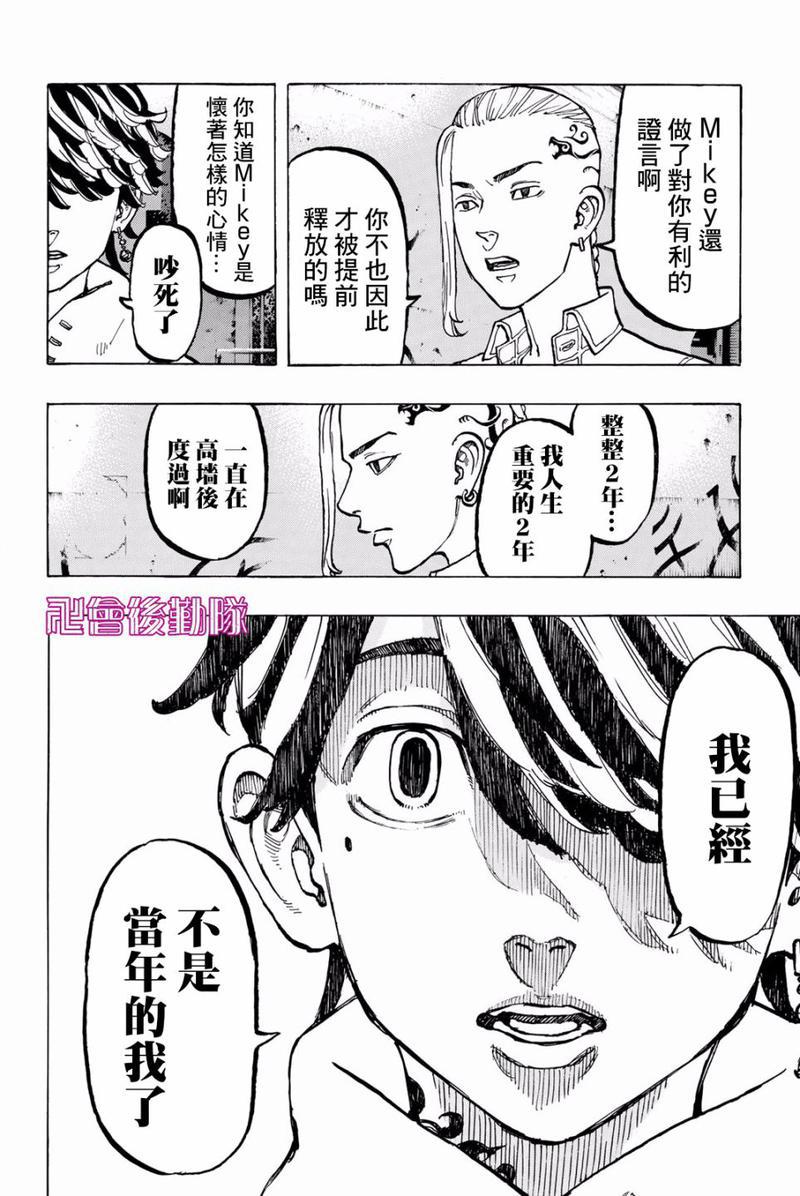 Mikey還
做了對你有利的
證言啊
你不也因此
才被提前
釋放的嗎
你知道Mikey是
懷著怎樣的心情…
吵死了
整整2年…
我人生
重要的2年
一直在
高墙後
度過啊
卍會後勤隊
我已經
不是
當年的我了